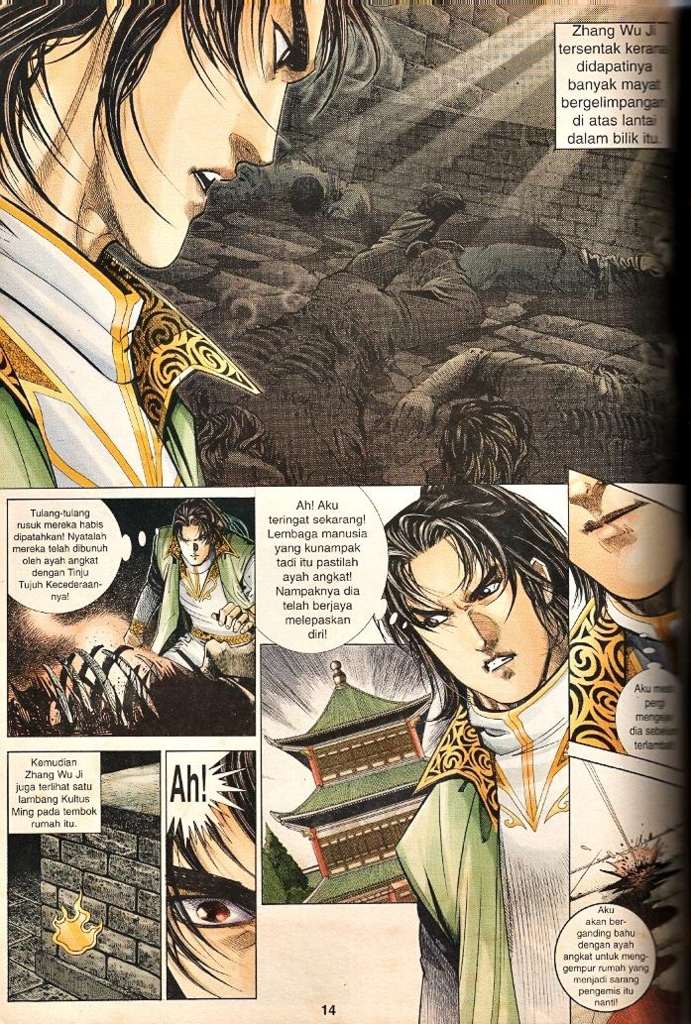 Zhang Wu Ji
tersentak kerana
didapatinya
banyak mayat
bergelimpangan
di atas lantai
dalam bilik itu.
Tulang-tulang
rusuk mereka habis
dipatahkan! Nyatalah
mereka telah dibunuh
oleh ayah angkat
dengan Tinju
Tujuh Kecederaan-
nya!
Ah! Aku
teringat sekarang!
Lembaga manusia
yang kunampak
tadi itu pastilah
ayah angkat!
Nampaknya dia
telah berjaya
melepaskan
diri!
Aku mesti
pergi
mengejar
dia sebelum
terlambat!
Kemudian
Zhang Wu Ji
juga terlihat satu
lambang Kultus
Ming pada tembok
rumah itu.
Ah!
Aku
akan ber-
ganding bahu
dengan ayah
angkat untuk meng-
gempur rumah yang
menjadi sarang
pengemis itu
nanti!
14